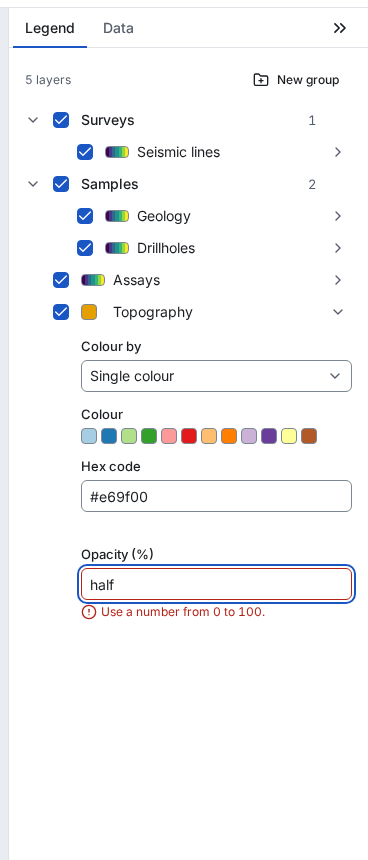 Legend Data
5 layers New group
Surveys 1
Seismic lines
Samples 2
Geology
Drillholes
Assays
Topography
Colour by
Single colour
Colour
Hex code
#e69f00
Opacity (%)
half
Use a number from 0 to 100.